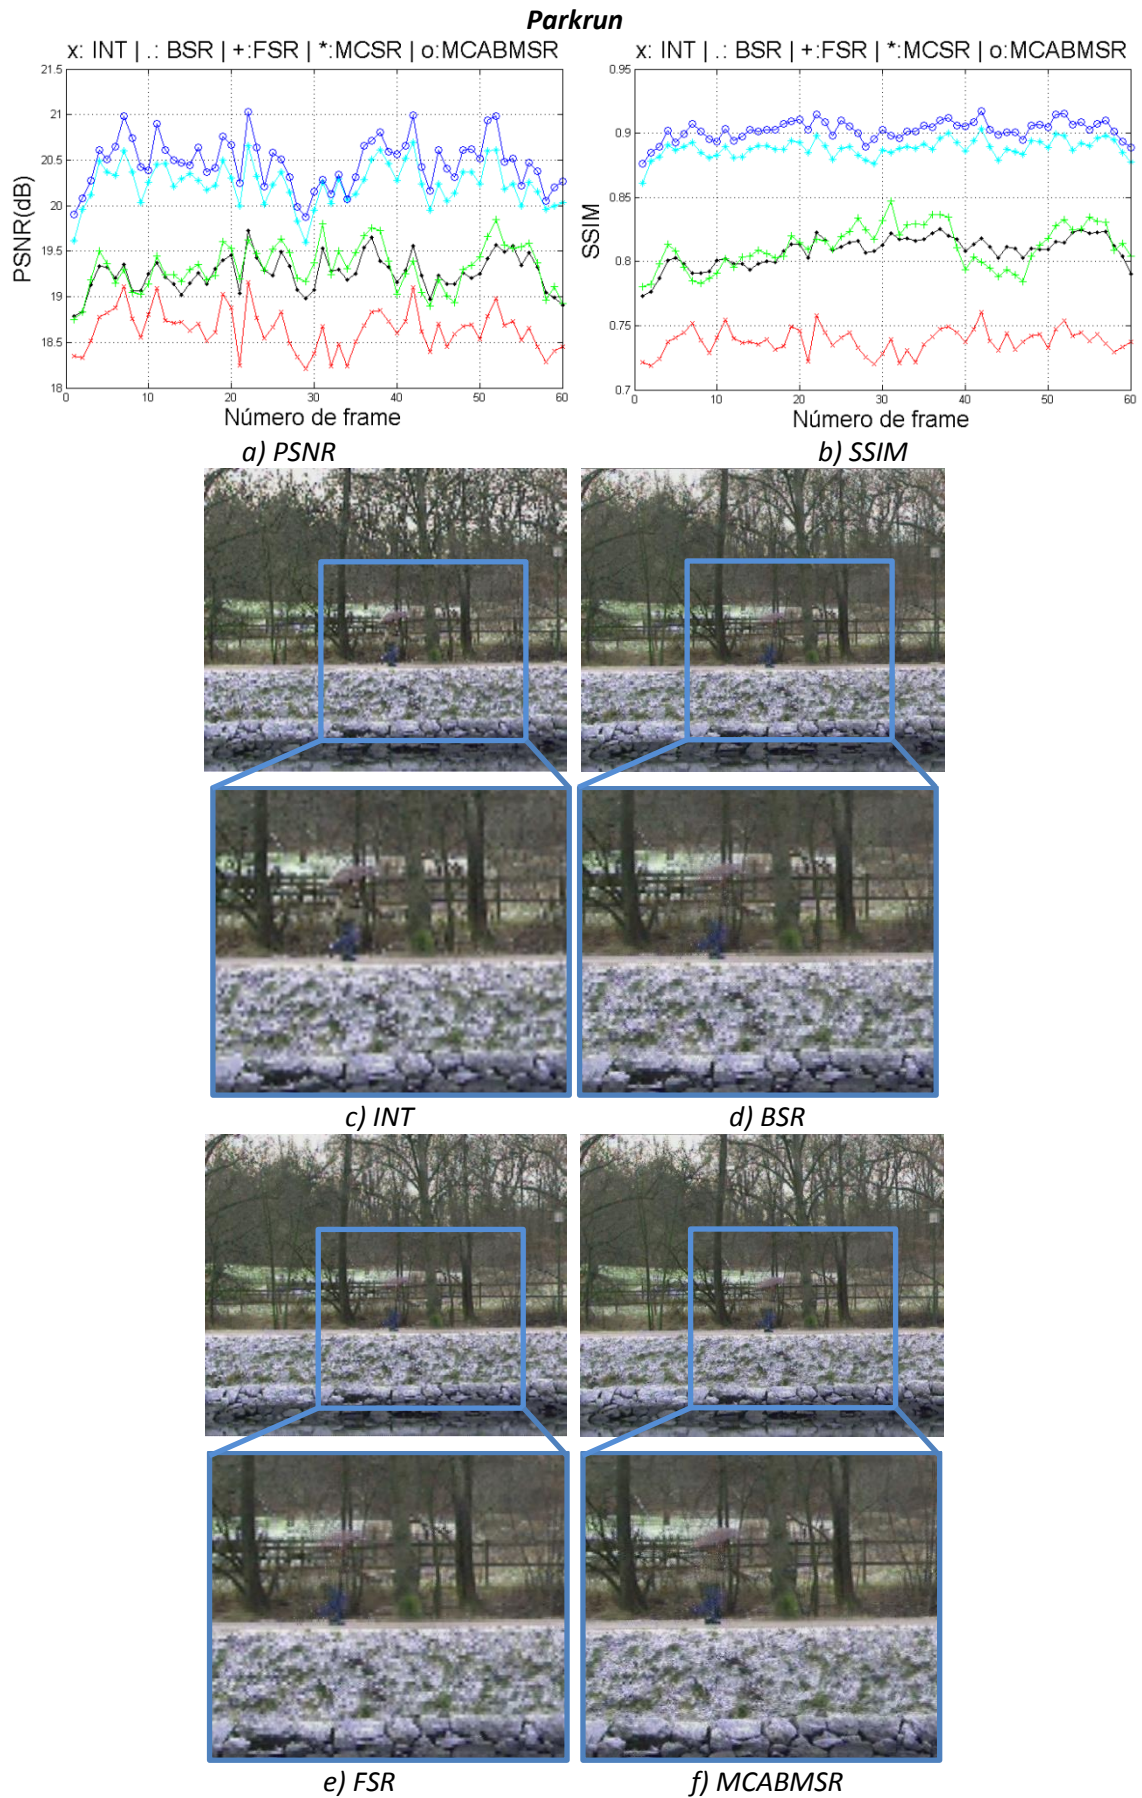 Parkrun
x: INT | .: BSR | +:FSR | *:MCSR | o:MCABMSR
21.5
21
20.5
20
19.5
19
18.5
18
PSNR(dB)
0 10 20 30 40 50 60
Número de frame
a) PSNR
x: INT | .: BSR | +:FSR | *:MCSR | o:MCABMSR
0.95
0.9
0.85
0.8
0.75
0.7
SSIM
0 10 20 30 40 50 60
Número de frame
b) SSIM
c) INT
d) BSR
e) FSR
f) MCABMSR